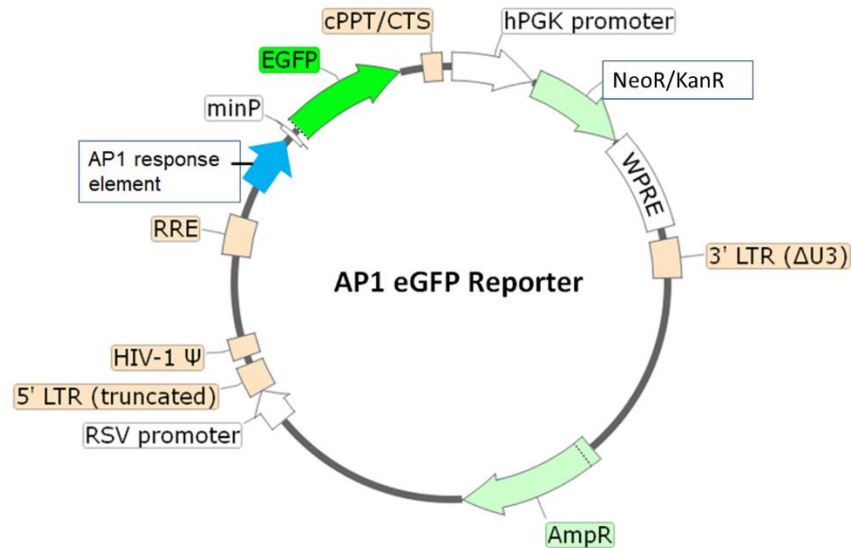 cPPT/CTS
hPGK promoter
EGFP
NeoR/KanR
minP
AP1 response
element
WPRE
RRE
3' LTR (ΔU3)
AP1 eGFP Reporter
HIV-1 Ψ
5' LTR (truncated)
RSV promoter
AmpR